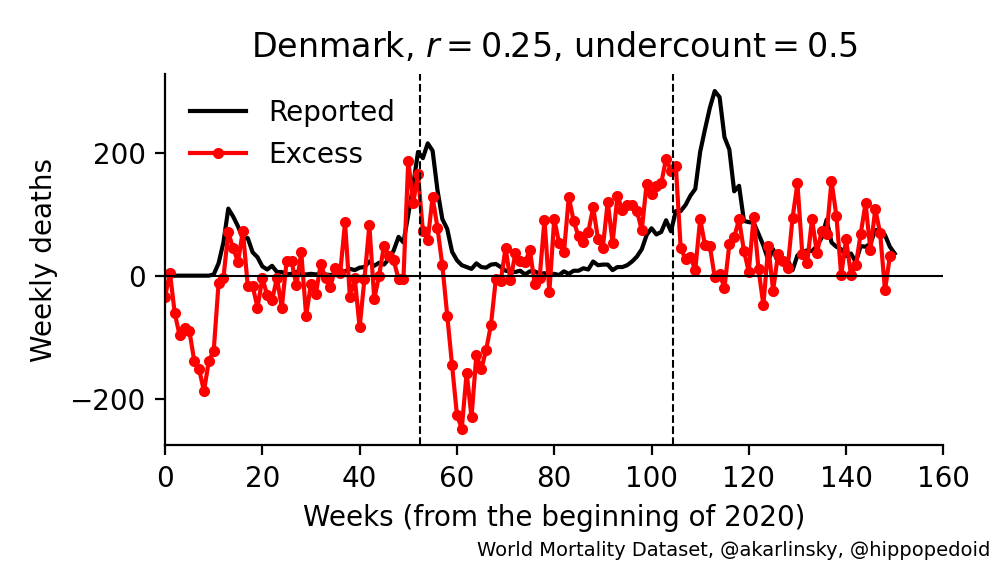 Denmark, r = 0.25, undercount = 0.5
Reported
Excess
Weekly deaths
200
0
−200
0 20 40 60 80 100 120 140 160
Weeks (from the beginning of 2020)
World Mortality Dataset, @akarlinsky, @hippopedoid